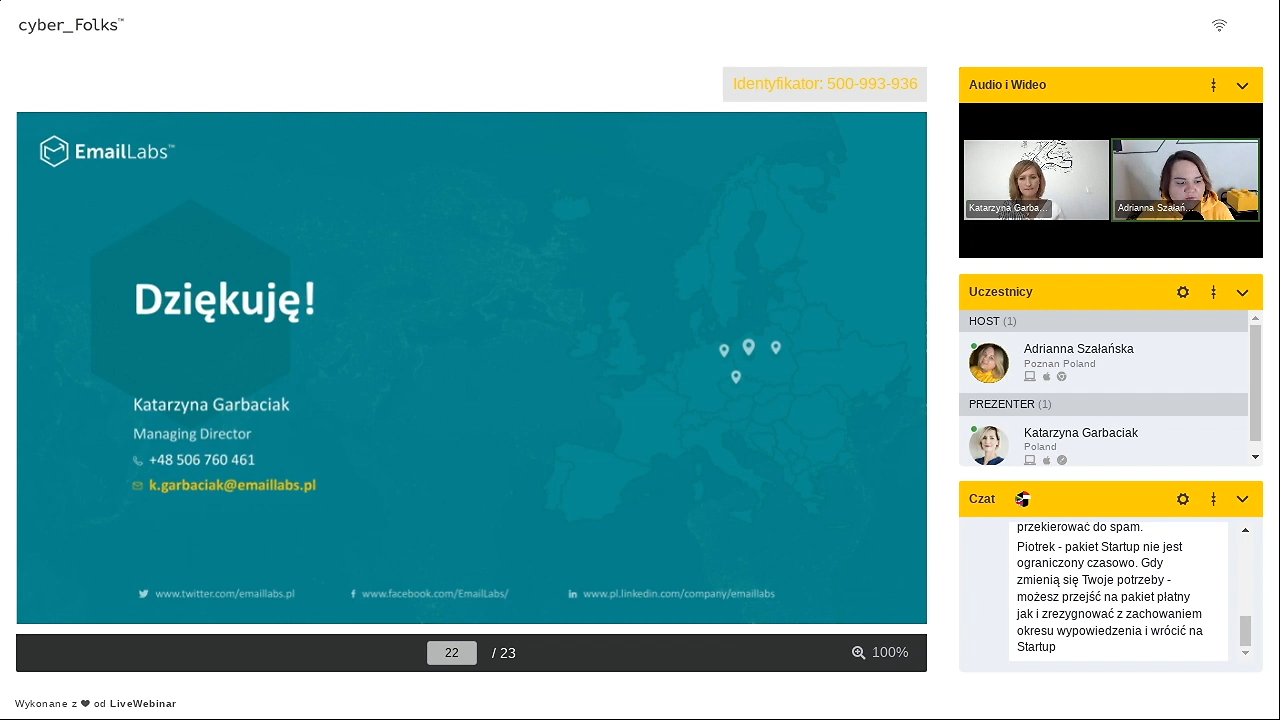 cyber_Folks™
Identyfikator: 500-993-936
EmailLabs™
Dziękuję!
Katarzyna Garbaciak
Managing Director
+48 506 760 461
k.garbaciak@emaillabs.pl
www.twitter.com/emaillabs.pl
www.facebook.com/EmailLabs/
www.pl.linkedin.com/company/emaillabs
22 / 23
100%
Wykonane z ❤ od LiveWebinar
Audio i Wideo
Katarzyna Garba...
Adrianna Szałań...
Uczestnicy
HOST (1)
Adrianna Szałańska
Poznan Poland
PREZENTER (1)
Katarzyna Garbaciak
Poland
Czat
przekierować do spam.
Piotrek - pakiet Startup nie jest
ograniczony czasowo. Gdy
zmienią się Twoje potrzeby -
możesz przejść na pakiet płatny
jak i zrezygnować z zachowaniem
okresu wypowiedzenia i wrócić na
Startup